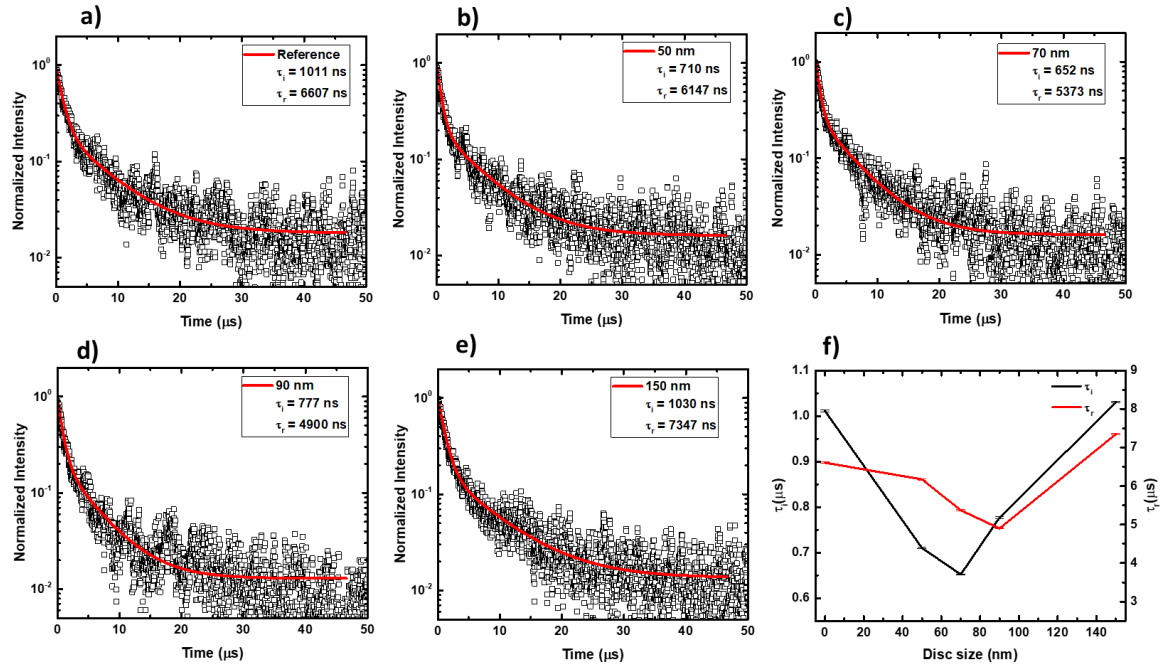 a)
Reference
τi = 1011 ns
τr = 6607 ns
Normalized Intensity
10^0
10^-1
10^-2
0 10 20 30 40 50
Time (μs)
b)
50 nm
τi = 710 ns
τr = 6147 ns
Normalized Intensity
10^0
10^-1
10^-2
0 10 20 30 40 50
Time (μs)
c)
70 nm
τi = 652 ns
τr = 5373 ns
Normalized Intensity
10^0
10^-1
10^-2
0 10 20 30 40 50
Time (μs)
d)
90 nm
τi = 777 ns
τr = 4900 ns
Normalized Intensity
10^0
10^-1
10^-2
0 10 20 30 40 50
Time (μs)
e)
150 nm
τi = 1030 ns
τr = 7347 ns
Normalized Intensity
10^0
10^-1
10^-2
0 10 20 30 40 50
Time (μs)
f)
τi
τr
τi(μs)
1.1
1.0
0.9
0.8
0.7
0.6
9
8
7
6
5
4
3
τr(μs)
0 20 40 60 80 100 120 140
Disc size (nm)